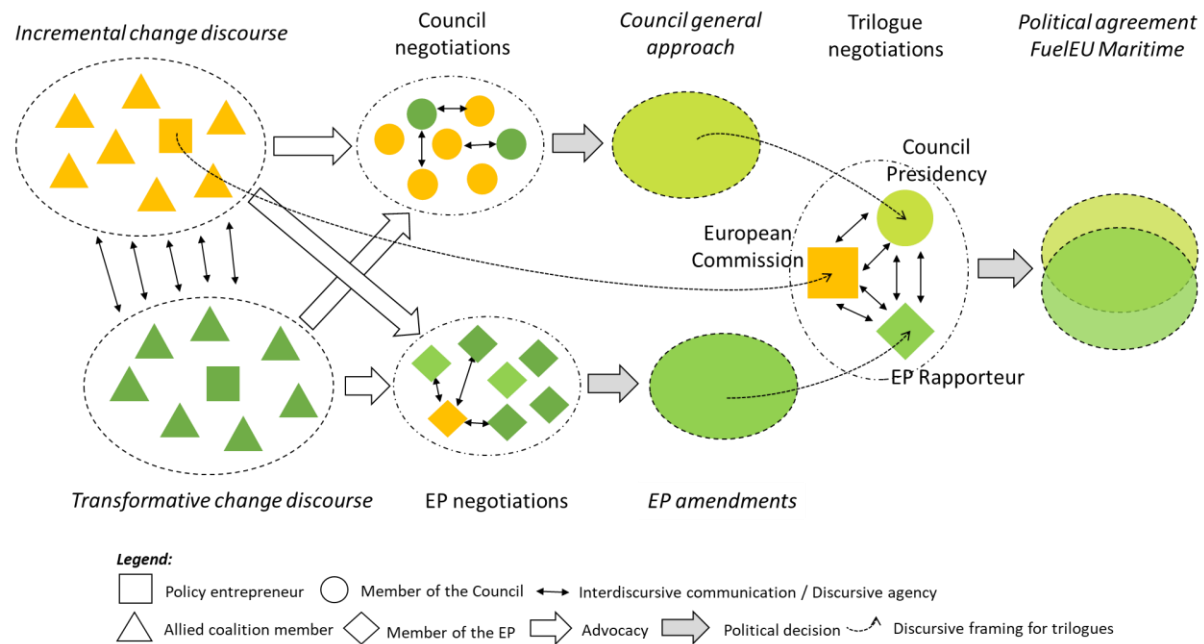 Incremental change discourse
Council
negotiations
Council general
approach
Trilogue
negotiations
Political agreement
FuelEU Maritime
Council
Presidency
European
Commission
EP Rapporteur
Transformative change discourse
EP negotiations
EP amendments
Legend:
Policy entrepreneur
Member of the Council
Interdiscursive communication / Discursive agency
Allied coalition member
Member of the EP
Advocacy
Political decision
Discursive framing for trilogues